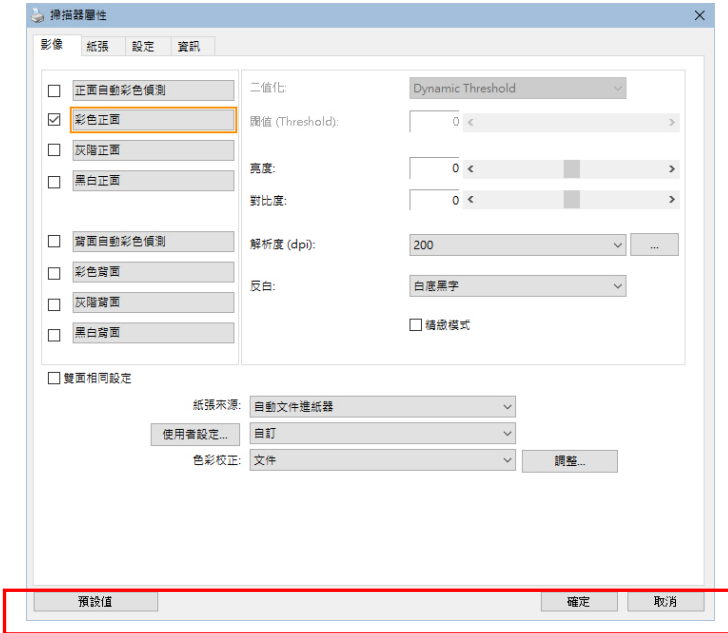 掃描器屬性
影像 紙張 設定 資訊
正面自動彩色偵測 二值化: Dynamic Threshold
彩色正面 閾值 (Threshold): 0
灰階正面
黑白正面 亮度: 0
對比度: 0
背面自動彩色偵測 解析度 (dpi): 200 ...
彩色背面 反白: 白底黑字
灰階背面
黑白背面 精緻模式
雙面相同設定
紙張來源: 自動文件進紙器
使用者設定... 自訂
色彩校正: 文件 調整...
預設值 確定 取消